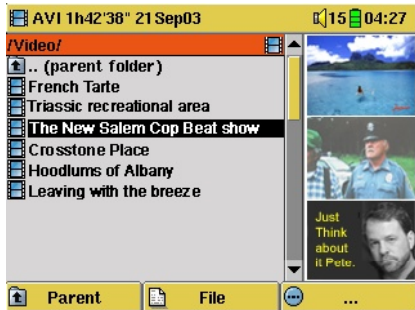 AVI 1h42'38" 21Sep03 15 04:27
/Video/
.. (parent folder)
French Tarte
Triassic recreational area
The New Salem Cop Beat show
Crosstone Place
Hoodlums of Albany
Leaving with the breeze
Just
Think
about
it Pete.
Parent File ...